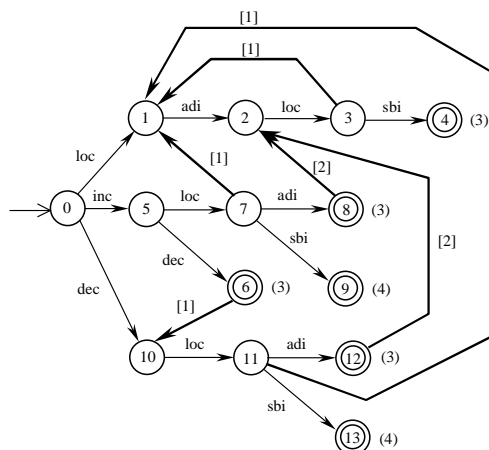 [1]
[1]
1 adi 2 loc 3 sbi 4 (3)
loc
[1] [2]
0 inc 5 loc 7 adi 8 (3)
sbi
[2]
dec
dec 6 (3) 9 (4)
[1]
10 loc 11 adi 12 (3)
sbi
13 (4)